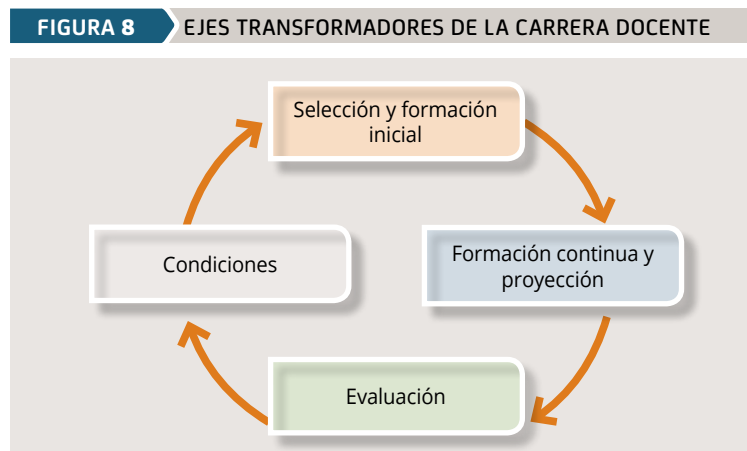 FIGURA 8 EJES TRANSFORMADORES DE LA CARRERA DOCENTE
Selección y formación
inicial
Condiciones
Formación continua y
proyección
Evaluación